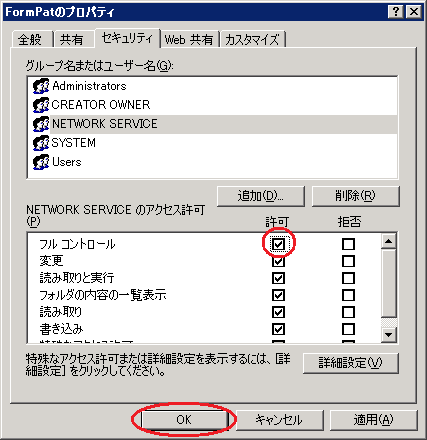 FormPatのプロパティ
全般 共有 セキュリティ Web 共有 カスタマイズ
グループ名またはユーザー名(G):
Administrators
CREATOR OWNER
NETWORK SERVICE
SYSTEM
Users
追加(D)... 削除(R)
NETWORK SERVICE のアクセス許可
(P) 許可 拒否
フル コントロール
変更
読み取りと実行
フォルダの内容の一覧表示
読み取り
書き込み
特殊なアクセス許可または詳細設定を表示するには、[詳
細設定] をクリックしてください。 詳細設定(V)
OK キャンセル 適用(A)